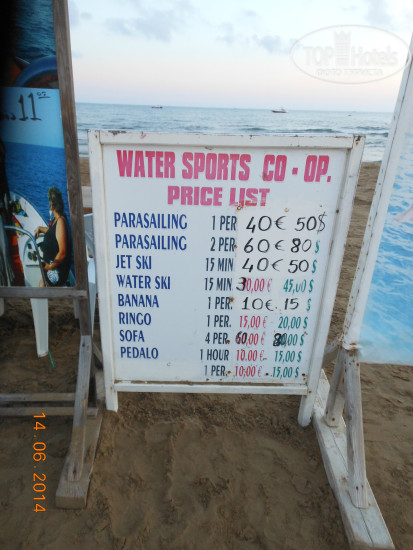 TOP HOTELS
11.00
WATER SPORTS CO-OP.
PRICE LIST
PARASAILING 1 PER 40€ 50$
PARASAILING 2 PER 60€ 80$
JET SKI 15 MIN 40€ 50$
WATER SKI 15 MIN 30,00€ 45,00$
BANANA 1 PER. 10€ 15$
RINGO 1 PER. 15,00€ - 20,00$
SOFA 4 PER. 60,00€ 80,00$
PEDALO 1 HOUR 10.00€ - 15,00$
1 PER. 10,00€ - 15,00$
14.06.2014